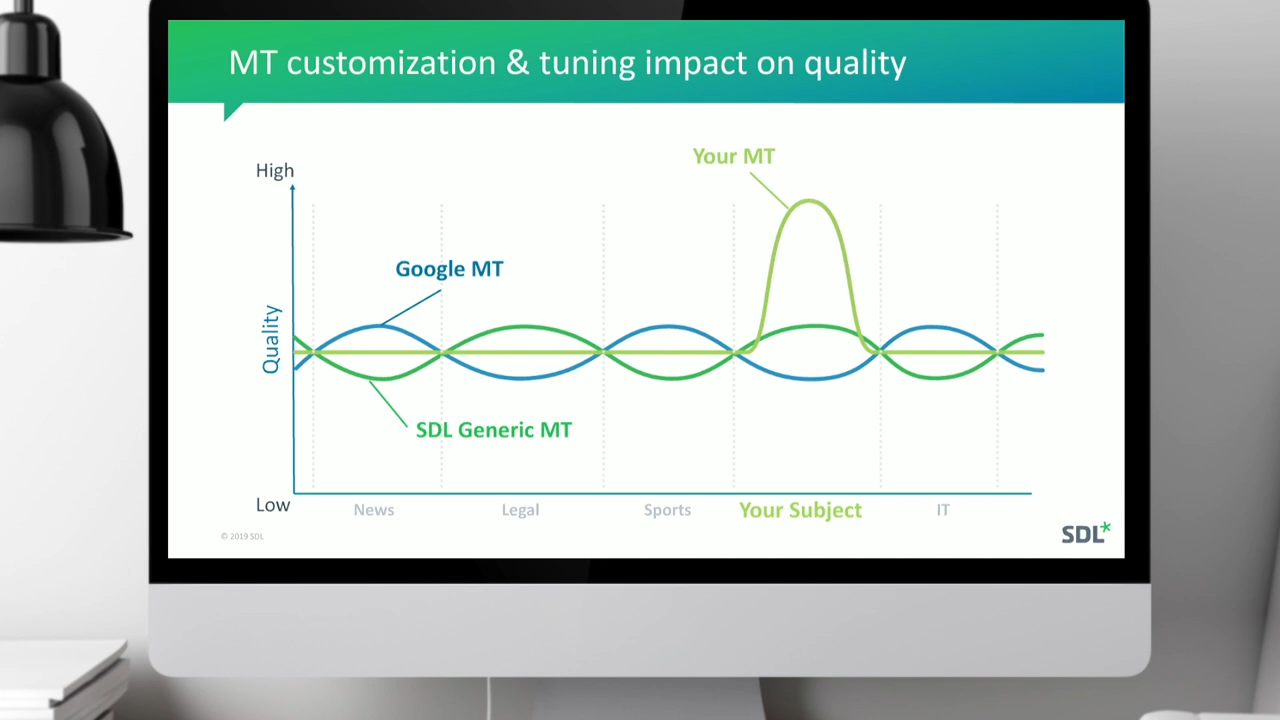 MT customization & tuning impact on quality
Your MT
High
Google MT
Quality
SDL Generic MT
Low
News
Legal
Sports
Your Subject
IT
© 2019 SDL
SDL*